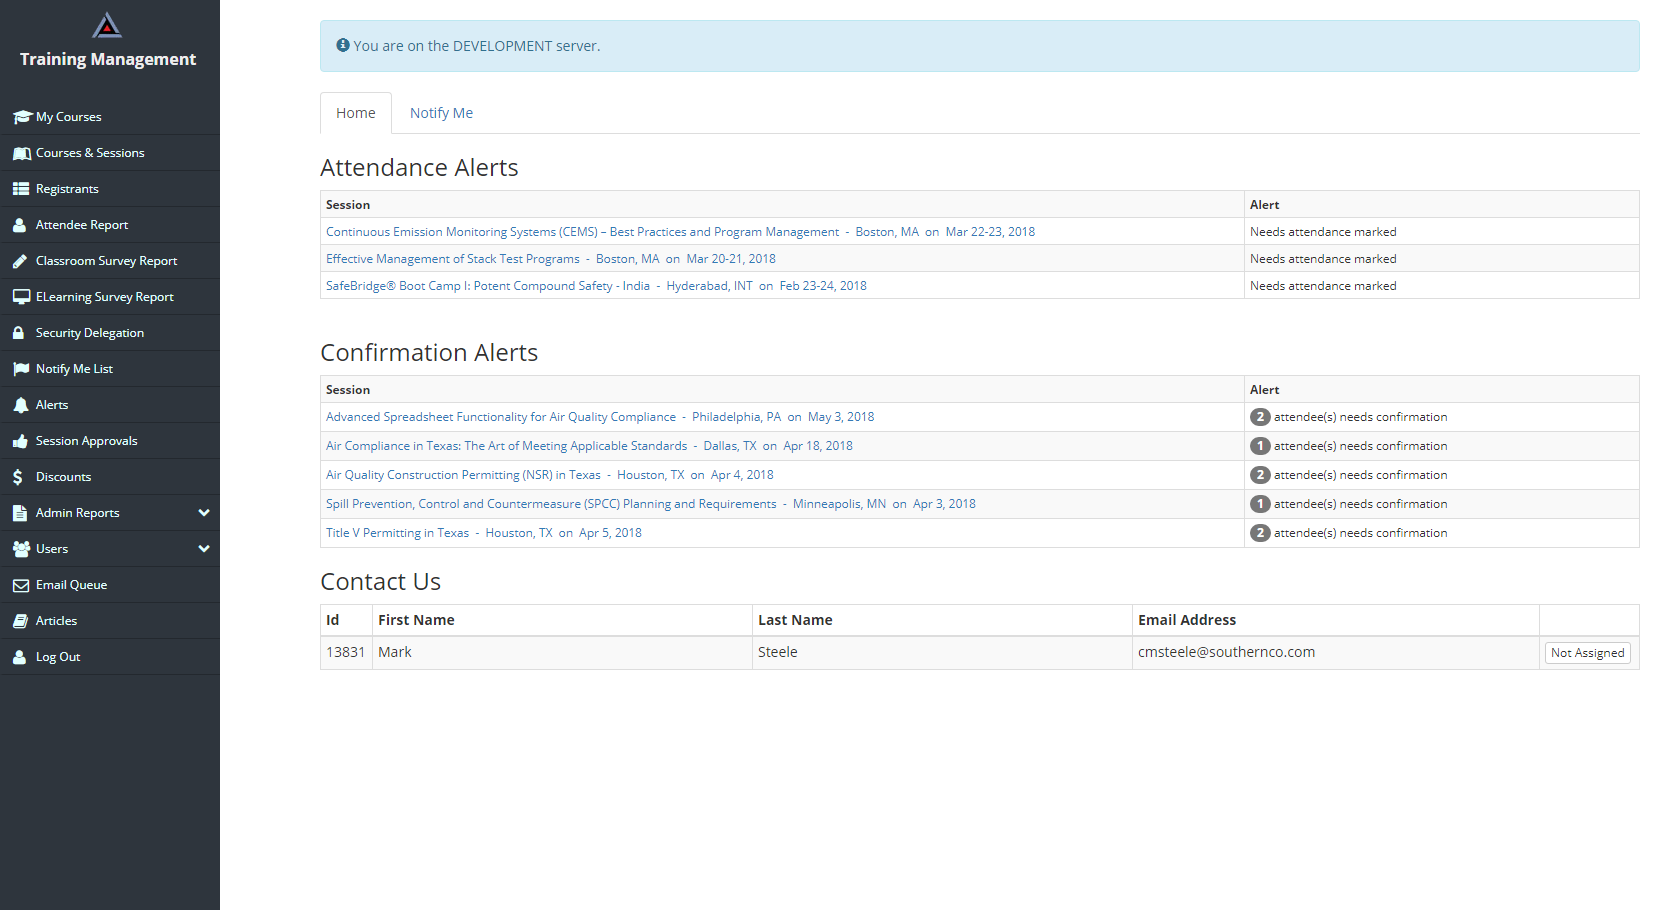 Training Management
My Courses
Courses & Sessions
Registrants
Attendee Report
Classroom Survey Report
ELearning Survey Report
Security Delegation
Notify Me List
Alerts
Session Approvals
Discounts
Admin Reports
Users
Email Queue
Articles
Log Out
You are on the DEVELOPMENT server.
Home Notify Me
Attendance Alerts
Session Alert
Continuous Emission Monitoring Systems (CEMS) – Best Practices and Program Management - Boston, MA on Mar 22-23, 2018 Needs attendance marked
Effective Management of Stack Test Programs - Boston, MA on Mar 20-21, 2018 Needs attendance marked
SafeBridge® Boot Camp I: Potent Compound Safety - India - Hyderabad, INT on Feb 23-24, 2018 Needs attendance marked
Confirmation Alerts
Session Alert
Advanced Spreadsheet Functionality for Air Quality Compliance - Philadelphia, PA on May 3, 2018 2 attendee(s) needs confirmation
Air Compliance in Texas: The Art of Meeting Applicable Standards - Dallas, TX on Apr 18, 2018 1 attendee(s) needs confirmation
Air Quality Construction Permitting (NSR) in Texas - Houston, TX on Apr 4, 2018 2 attendee(s) needs confirmation
Spill Prevention, Control and Countermeasure (SPCC) Planning and Requirements - Minneapolis, MN on Apr 3, 2018 1 attendee(s) needs confirmation
Title V Permitting in Texas - Houston, TX on Apr 5, 2018 2 attendee(s) needs confirmation
Contact Us
Id First Name Last Name Email Address
13831 Mark Steele cmsteele@southernco.com Not Assigned